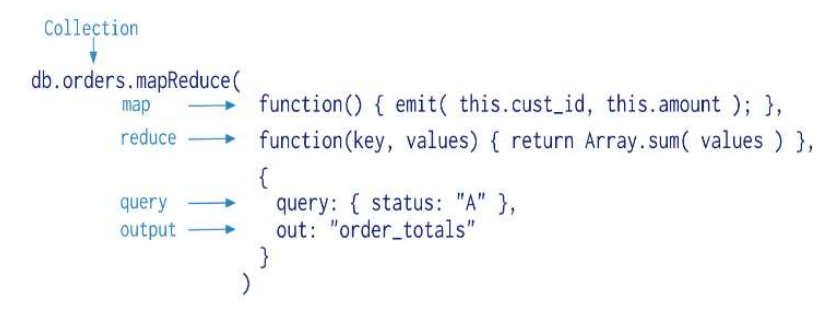 Collection
db.orders.mapReduce(
map function() { emit( this.cust_id, this.amount ); },
reduce function(key, values) { return Array.sum( values ) },
{
query query: { status: "A" },
output out: "order_totals"
}
)